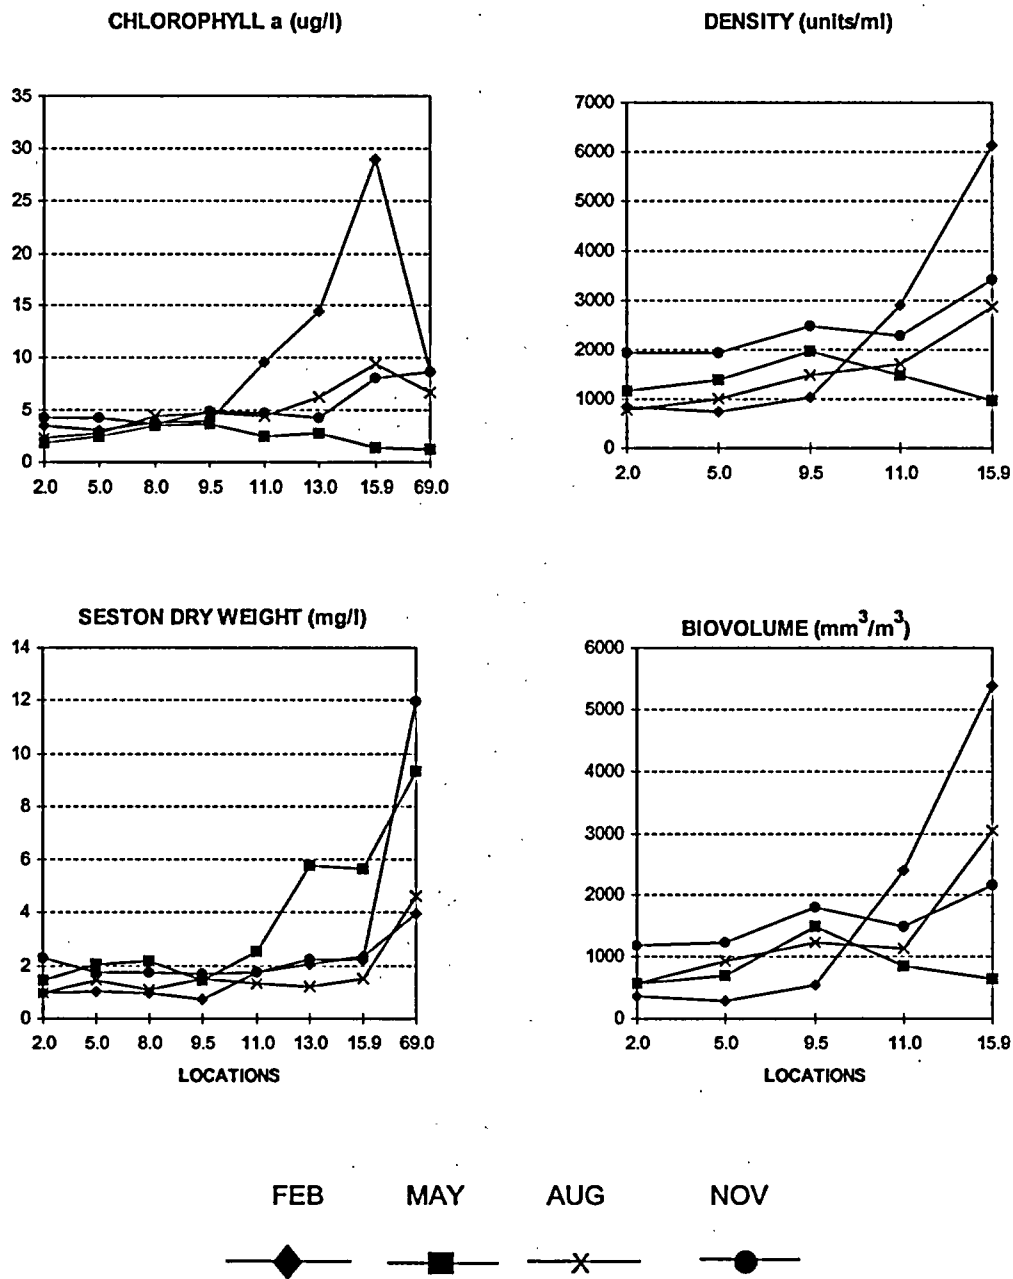 CHLOROPHYLL a (ug/l)
35
30
25
20
15
10
5
0
2.0 5.0 8.0 9.5 11.0 13.0 15.9 69.0
DENSITY (units/ml)
7000
6000
5000
4000
3000
2000
1000
0
2.0 5.0 9.5 11.0 15.9
SESTON DRY WEIGHT (mg/l)
14
12
10
8
6
4
2
0
2.0 5.0 8.0 9.5 11.0 13.0 15.9 69.0
LOCATIONS
BIOVOLUME (mm³/m³)
6000
5000
4000
3000
2000
1000
0
2.0 5.0 9.5 11.0 15.9
LOCATIONS
FEB MAY AUG NOV